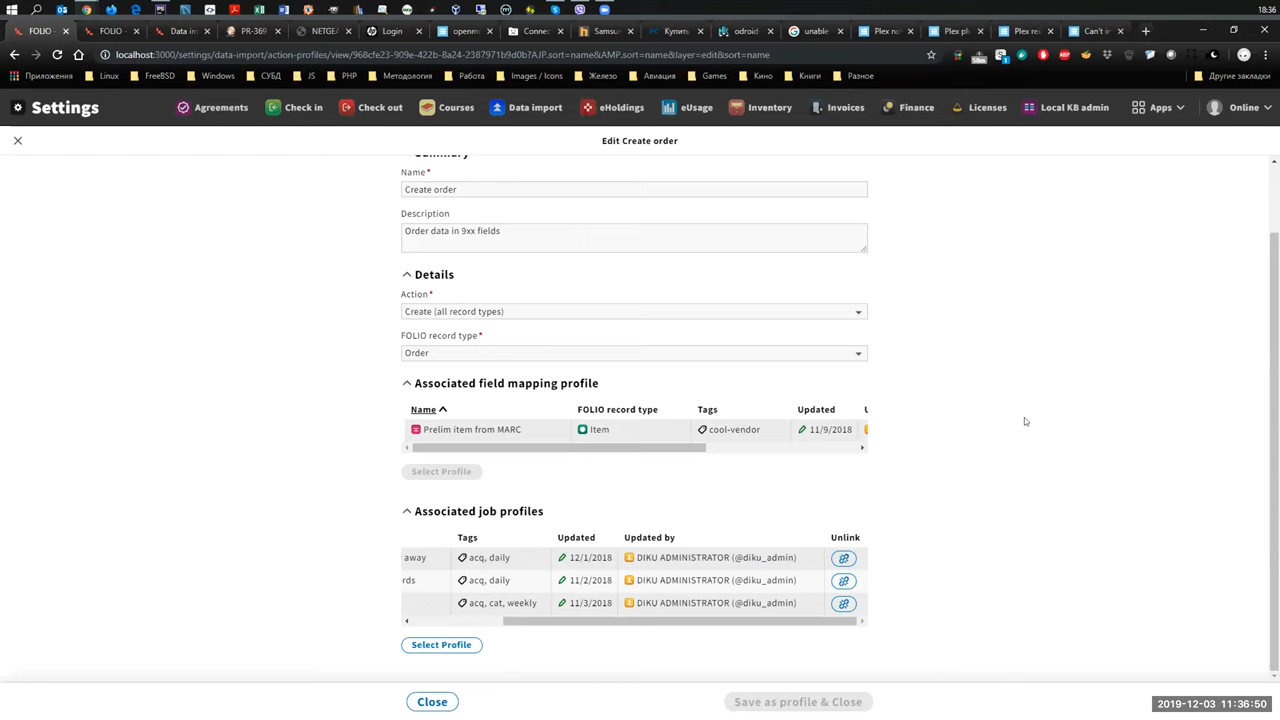 18:36
FOLIO - FOLIO - Data im PR-369 NETGEA Login openm Connec Samsu Купить odroid unable Plex no Plex pl Plex re Can't in
localhost:3000/settings/data-import/action-profiles/view/968cfe23-909e-422b-8a24-2387971b9d0b?AJP.sort=name&AMP.sort=name&layer=edit&sort=name
Приложения Linux FreeBSD Windows СУБД JS PHP Методология Работа Images / Icons Железо Авиация Games Кино Книги Разное Другие закладки
Settings Agreements Check in Check out Courses Data import eHoldings eUsage Inventory Invoices Finance Licenses Local KB admin Apps Online
Edit Create order
Summary
Name*
Create order
Description
Order data in 9xx fields
Details
Action*
Create (all record types)
FOLIO record type*
Order
Associated field mapping profile
Name FOLIO record type Tags Updated U
Prelim item from MARC Item cool-vendor 11/9/2018
Select Profile
Associated job profiles
Tags Updated Updated by Unlink
away acq, daily 12/1/2018 DIKU ADMINISTRATOR (@diku_admin)
rds acq, daily 11/2/2018 DIKU ADMINISTRATOR (@diku_admin)
acq, cat, weekly 11/3/2018 DIKU ADMINISTRATOR (@diku_admin)
Select Profile
Close Save as profile & Close
2019-12-03 11:36:50